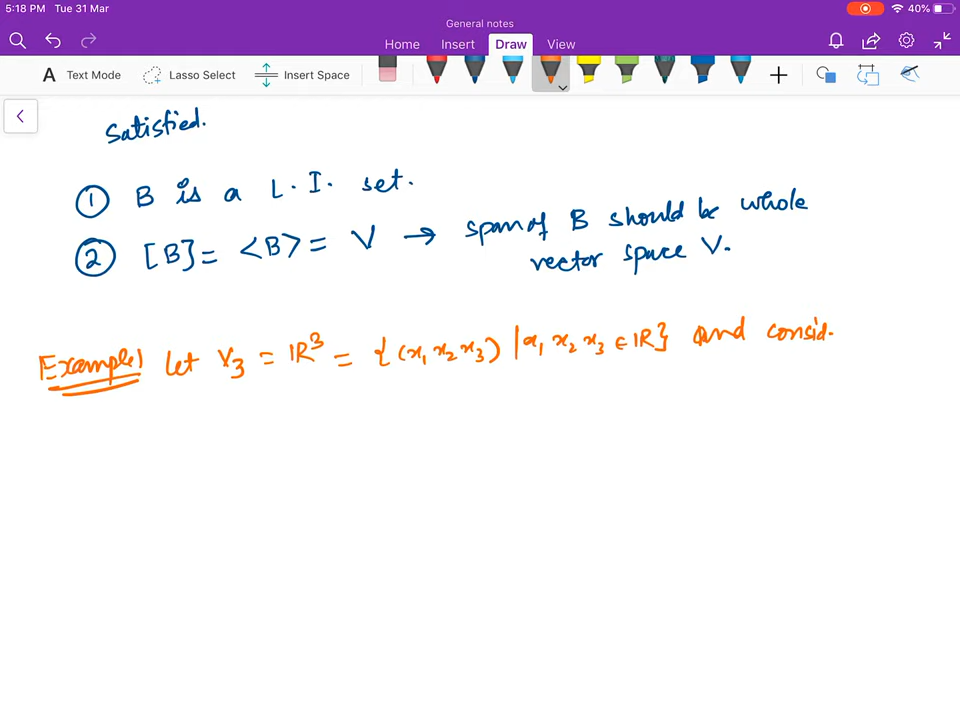 5:18 PM Tue 31 Mar
40%
General notes
Home Insert Draw View
A Text Mode Lasso Select Insert Space
Satisfied.
① B is a L.I. set.
② [B] = <B> = V → span of B should be whole
vector space V.
Example) Let V₃ = ℝ³ = {(x₁ x₂ x₃) | x₁ x₂ x₃ ∈ ℝ} and consid.